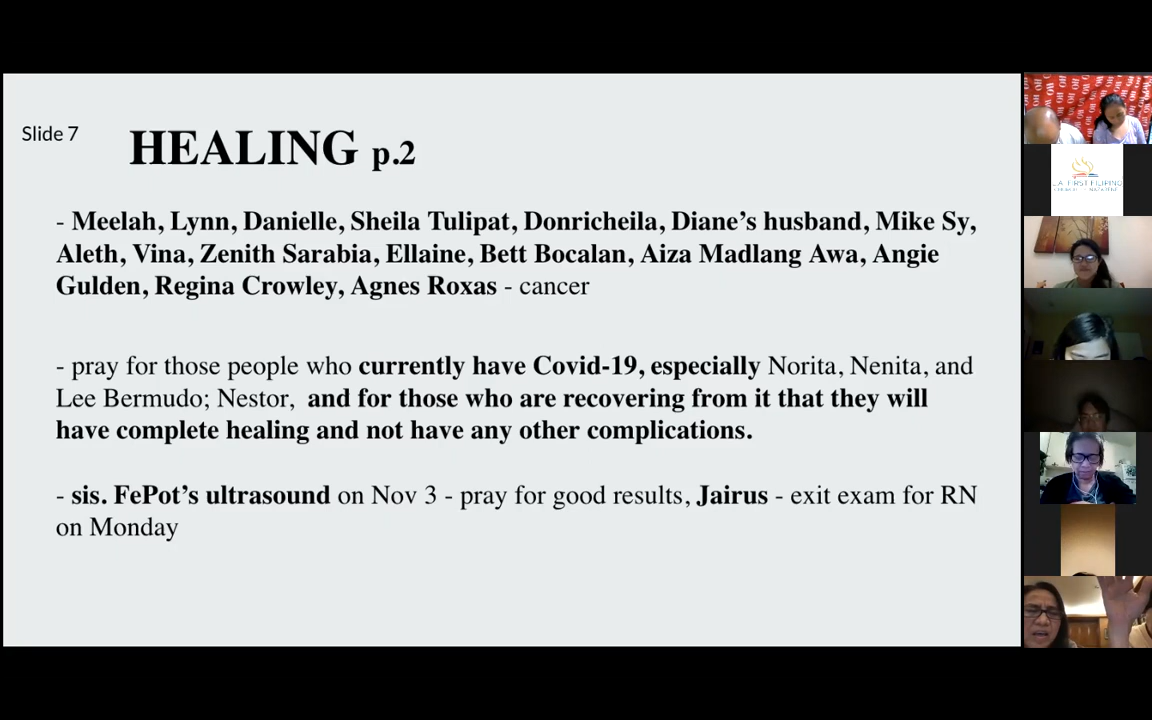 Slide 7
HEALING p.2
- Meelah, Lynn, Danielle, Sheila Tulipat, Donricheila, Diane’s husband, Mike Sy,
Aleth, Vina, Zenith Sarabia, Ellaine, Bett Bocalan, Aiza Madlang Awa, Angie
Gulden, Regina Crowley, Agnes Roxas - cancer
- pray for those people who currently have Covid-19, especially Norita, Nenita, and
Lee Bermudo; Nestor, and for those who are recovering from it that they will
have complete healing and not have any other complications.
- sis. FePot’s ultrasound on Nov 3 - pray for good results, Jairus - exit exam for RN
on Monday
FIRST FILIPINO